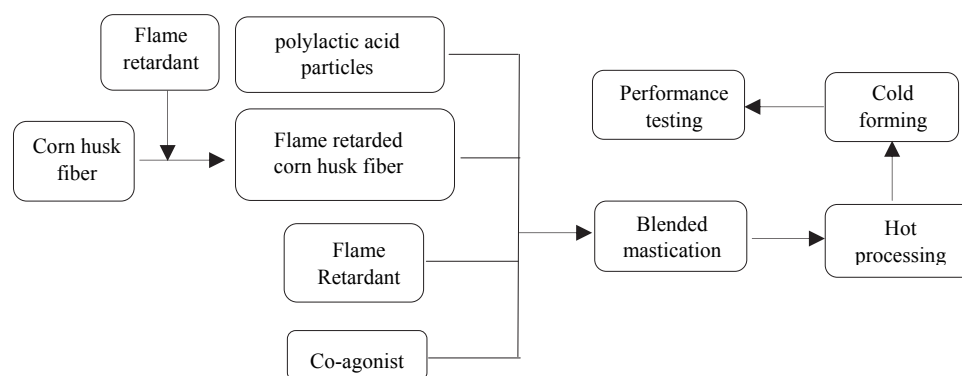 Flame
retardant
polylactic acid
particles
Corn husk
fiber
Flame retarded
corn husk fiber
Flame
Retardant
Co-agonist
Blended
mastication
Hot
processing
Cold
forming
Performance
testing